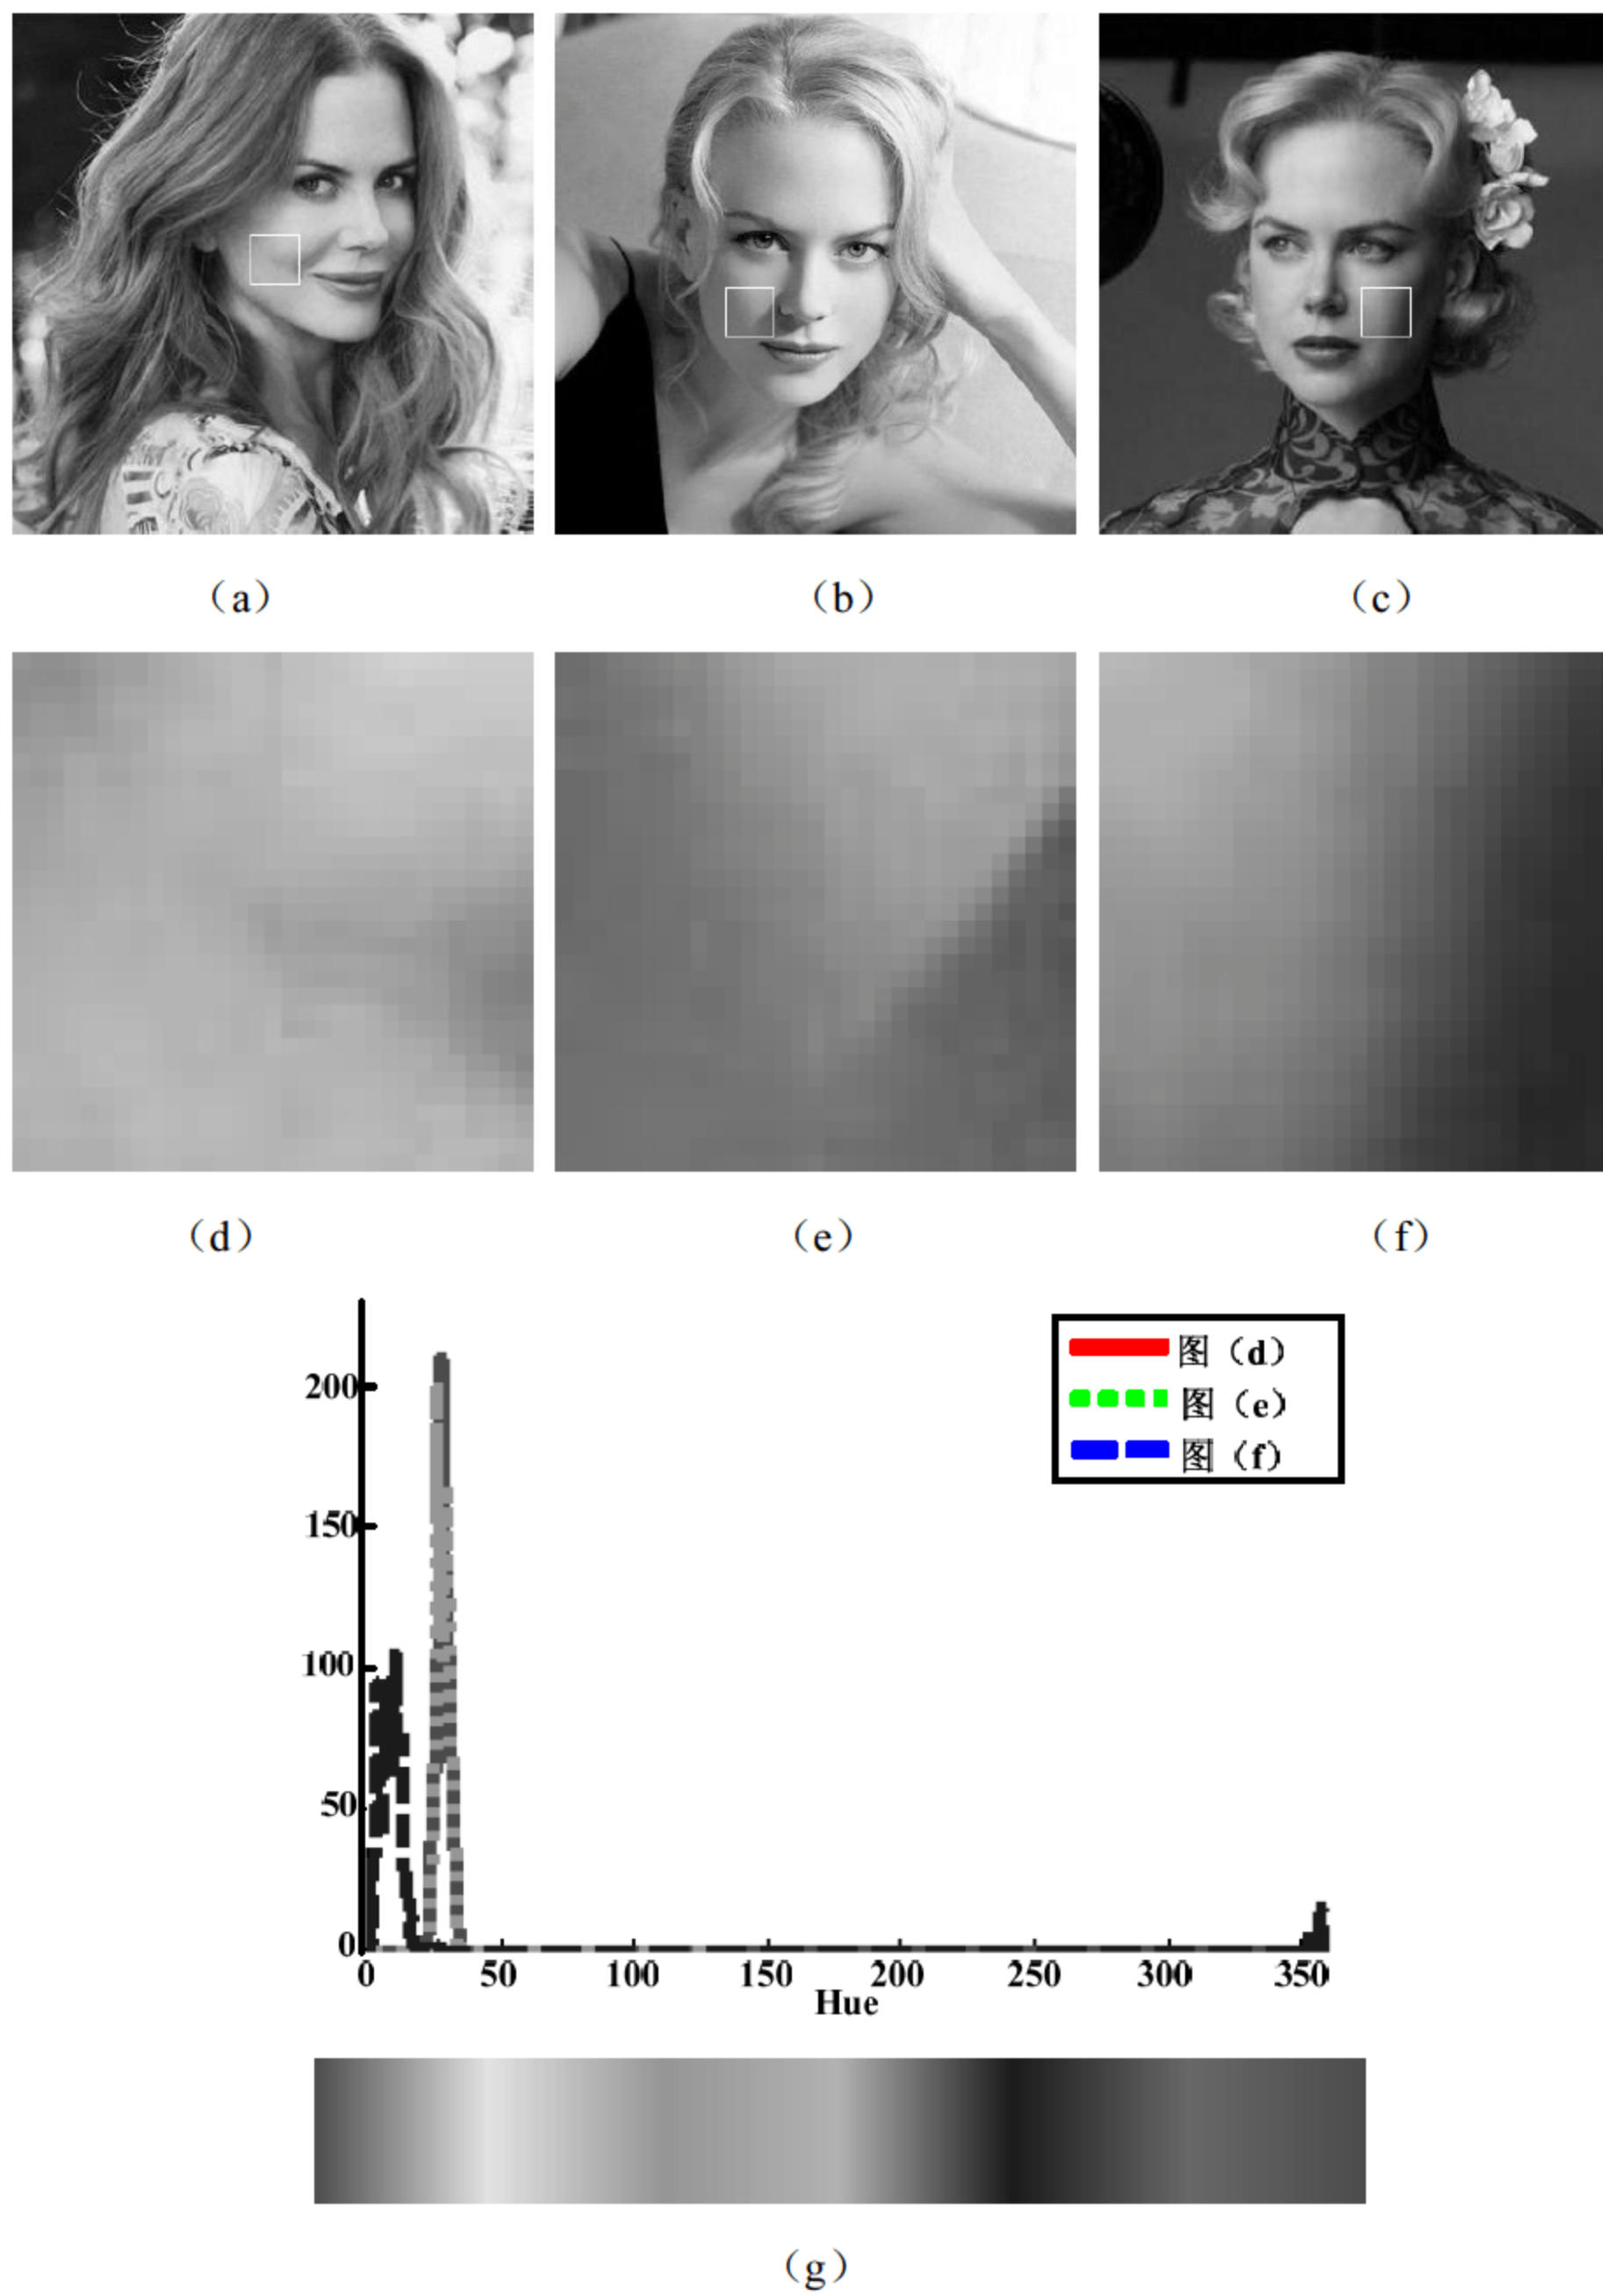 （a）
（b）
（c）
（d）
（e）
（f）
200
150
100
50
0
图（d）
图（e）
图（f）
0 50 100 150 200 250 300 350
Hue
（g）